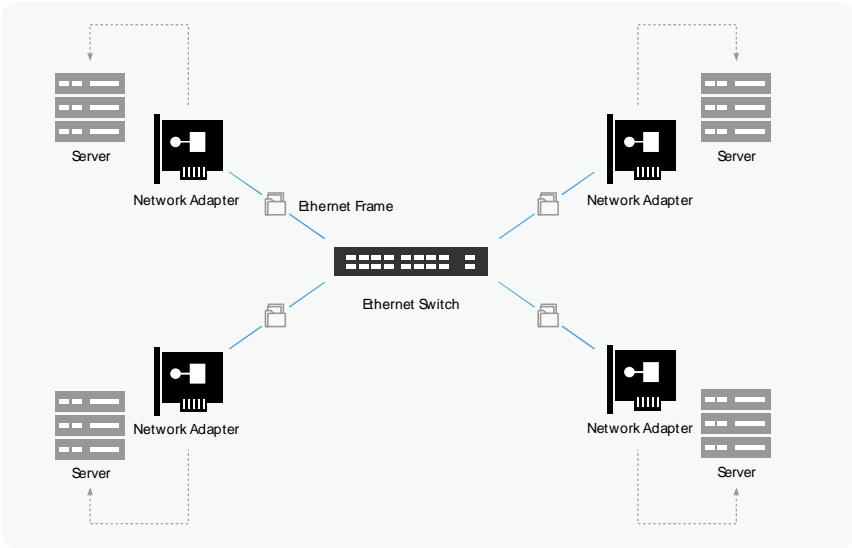 Server
Server
Network Adapter
Network Adapter
Ethernet Frame
Ethernet Switch
Network Adapter
Network Adapter
Server
Server